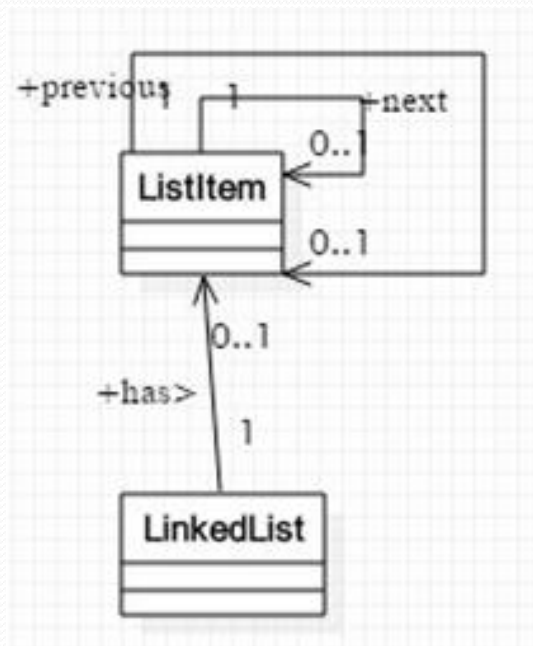 +previous
1
1
+next
0..1
ListItem
0..1
0..1
+has>
1
LinkedList